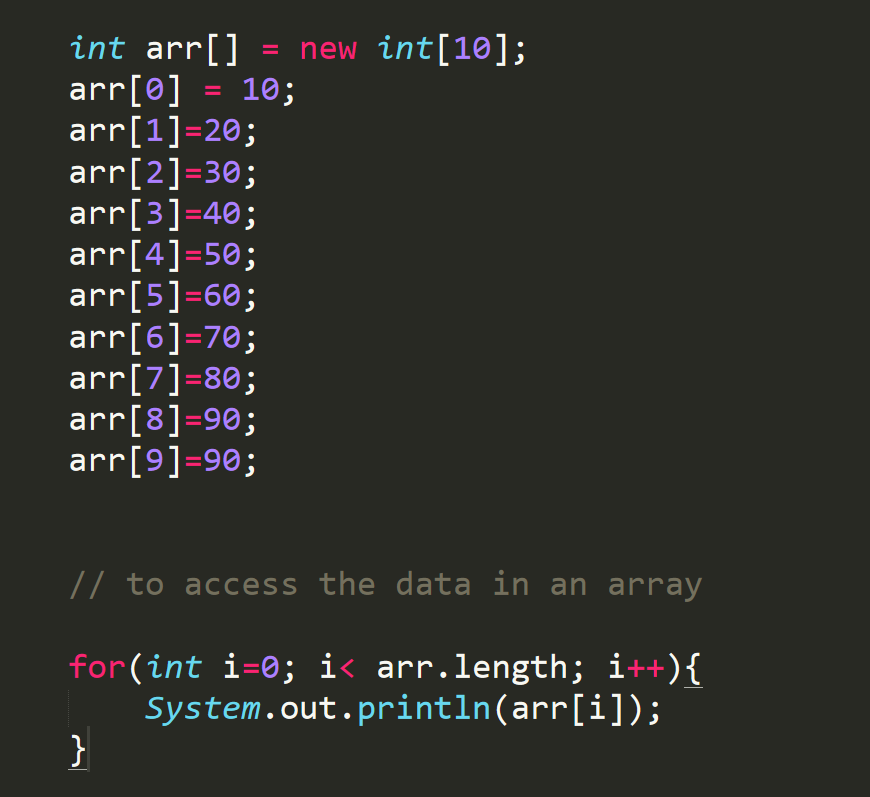 int arr[] = new int[10];
arr[0] = 10;
arr[1]=20;
arr[2]=30;
arr[3]=40;
arr[4]=50;
arr[5]=60;
arr[6]=70;
arr[7]=80;
arr[8]=90;
arr[9]=90;
// to access the data in an array
for(int i=0; i< arr.length; i++){
    System.out.println(arr[i]);
}